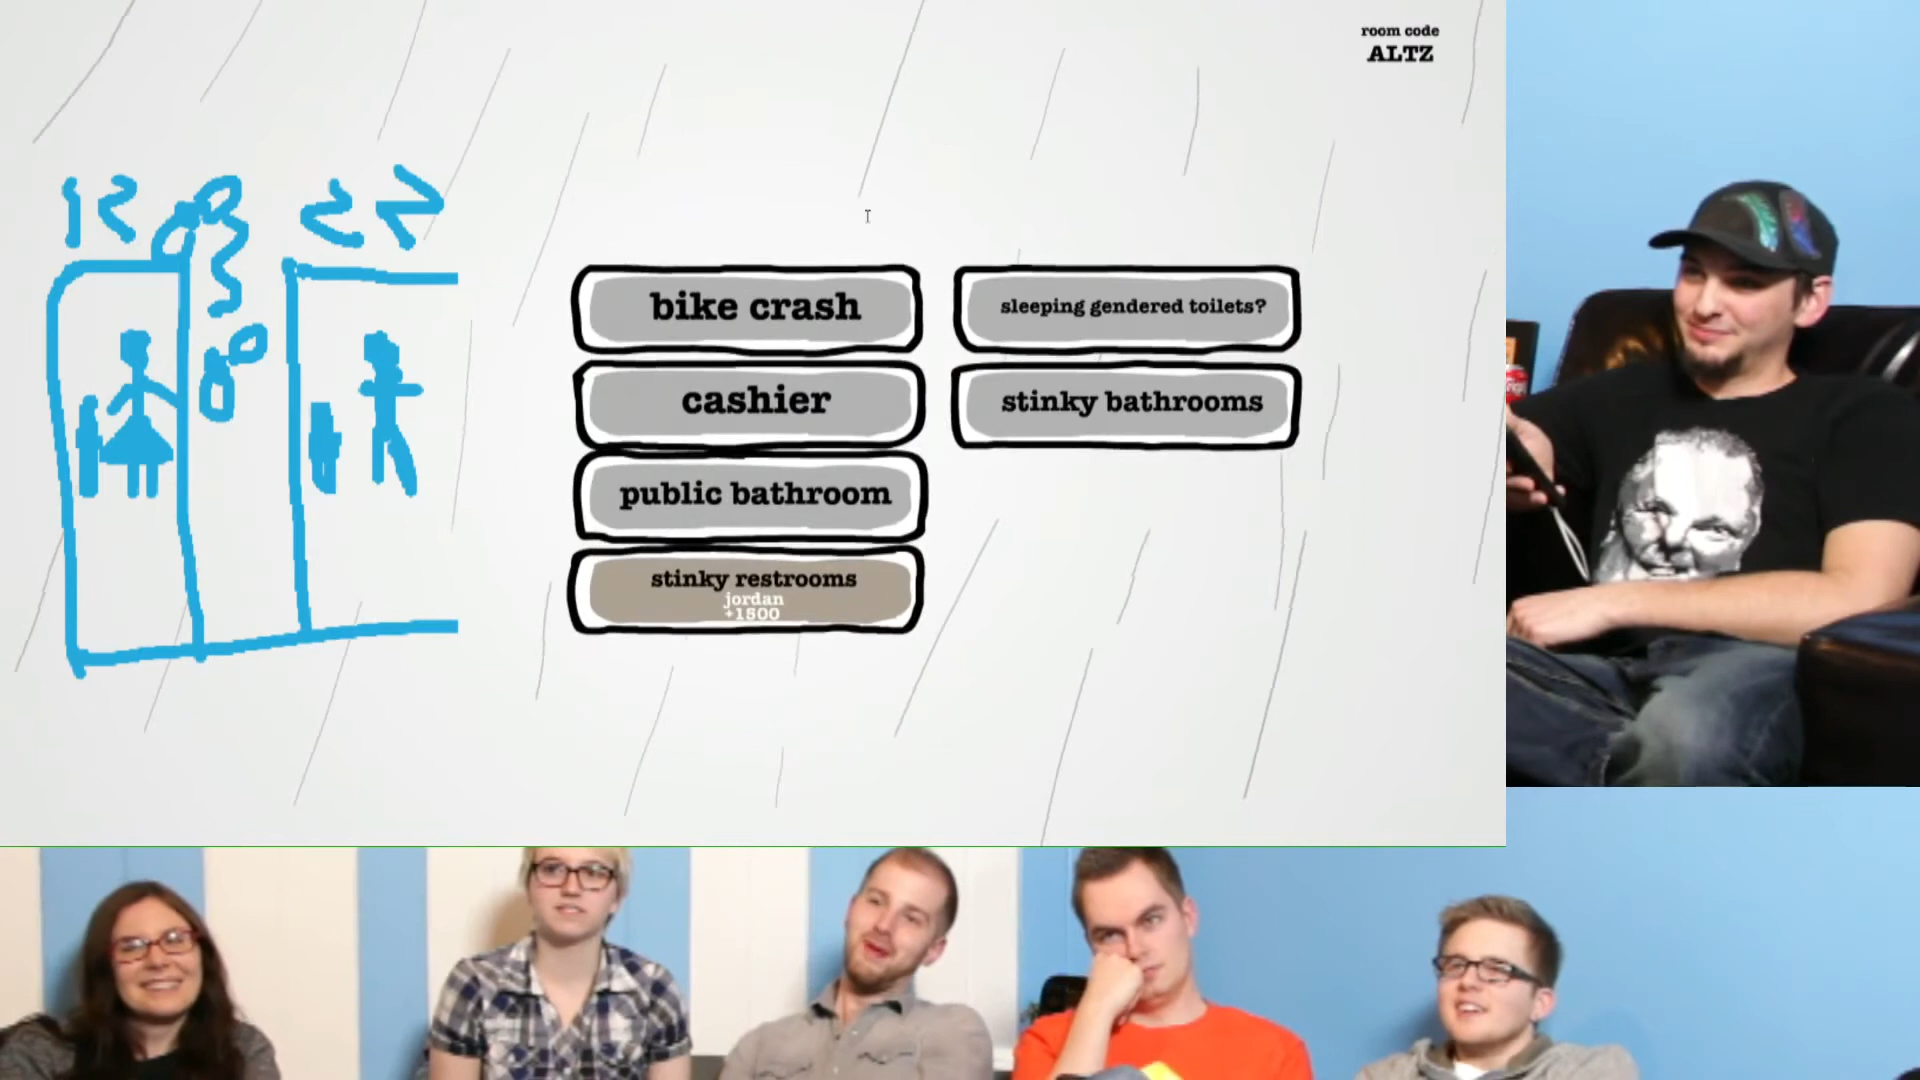 room code
ALTZ
bike crash
sleeping gendered toilets?
cashier
stinky bathrooms
public bathroom
stinky restrooms
jordan
+1500